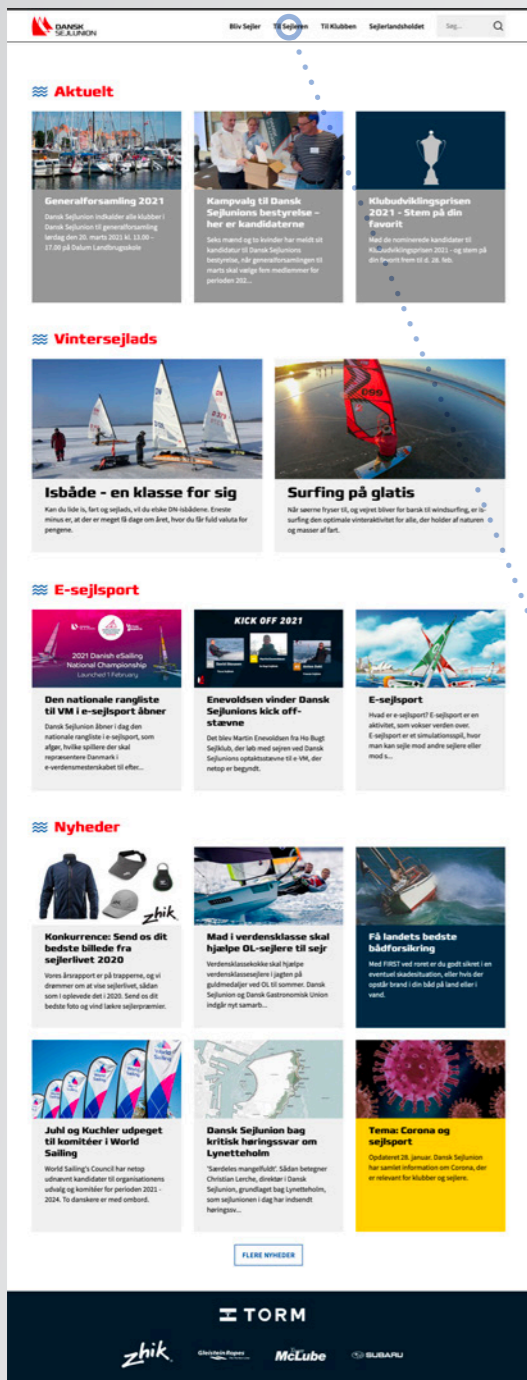 DANSK
SEJLUNION
Bliv Sejler
Til Sejleren
Til Klubben
Sejlerlandsholdet
Søg...
Aktuelt
Generalforsamling 2021
Dansk Sejlunion indkalder alle klubber i
Dansk Sejlunion til generalforsamling
lørdag den 20. marts 2021 kl. 13.00 –
17.00 på Dalum Landbrugsskole
Kampvalg til Dansk
Sejlunions bestyrelse –
her er kandidaterne
Seks mænd og to kvinder har meldt sit
kandidatur til Dansk Sejlunions
bestyrelse, når generalforsamlingen til
marts skal vælge fem medlemmer for
perioden 202...
Klubudviklingsprisen
2021 - Stem på din
favorit
Mød de nominerede kandidater til
Klubudviklingsprisen 2021 - og stem på
din favorit frem til d. 28. feb.
Vintersejlads
Isbåde - en klasse for sig
Kan du lide is, fart og sejlads, vil du elske DN-isbådene. Eneste
minus er, at der er meget få dage om året, hvor du får fuld valuta for
pengene.
Surfing på glatis
Når søerne fryser til, og vejret bliver for barsk til windsurfing, er is-
surfing den optimale vinteraktivitet for alle, der holder af naturen
og masser af fart.
E-sejlsport
2021 Danish eSailing
National Championship
Launched 1 February
Den nationale rangliste
til VM i e-sejlsport åbner
Dansk Sejlunion åbner i dag den
nationale rangliste i e-sejlsport, som
afgør, hvilke spillere der skal
repræsentere Danmark i
e-verdensmesterskabet til efter...
KICK OFF 2021
Enevoldsen vinder Dansk
Sejlunions kick off-
stævne
Det blev Martin Enevoldsen fra Ho Bugt
Sejlklub, der løb med sejren ved Dansk
Sejlunions optaktsstævne til e-VM, der
netop er begyndt.
E-sejlsport
Hvad er e-sejlsport? E-sejlsport er en
aktivitet, som vokser verden over.
E-sejlsport er et simulationsspil, hvor
man kan sejle mod andre sejlere eller
mod s...
Nyheder
zhik
Konkurrence: Send os dit
bedste billede fra
sejlerlivet 2020
Vores årsrapport er på trapperne, og vi
drømmer om at vise sejlerlivet, sådan
som I oplevede det i 2020. Send os dit
bedste foto og vind lækre sejlerpræmier.
Mad i verdensklasse skal
hjælpe OL-sejlere til sejr
Verdensklassekokke skal hjælpe
verdensklassesejlere i jagten på
guldmedaljer ved OL til sommer. Dansk
Sejlunion og Dansk Gastronomisk Union
indgår nyt samarb...
Få landets bedste
bådforsikring
Med FIRST ved roret er du godt sikret i en
eventuel skadesituation, eller hvis der
opstår brand i din båd på land eller i
vand.
World
Sailing
Juhl og Kuchler udpeget
til komitéer i World
Sailing
World Sailing's Council har netop
udnævnt kandidater til organisationens
udvalg og komitéer for perioden 2021 -
2024. To danskere er med ombord.
Dansk Sejlunion bag
kritisk høringssvar om
Lynetteholm
'Særdeles mangelfuldt'. Sådan betegner
Christian Lerche, direktør i Dansk
Sejlunion, grundlaget bag Lynetteholm,
som sejlunionen i dag har indsendt
høringsv...
Tema: Corona og
sejlsport
Opdateret 28. januar. Dansk Sejlunion
har samlet information om Corona, der
er relevant for klubber og sejlere.
FLERE NYHEDER
TORM
zhik
Gleistein Ropes
McLube
SUBARU